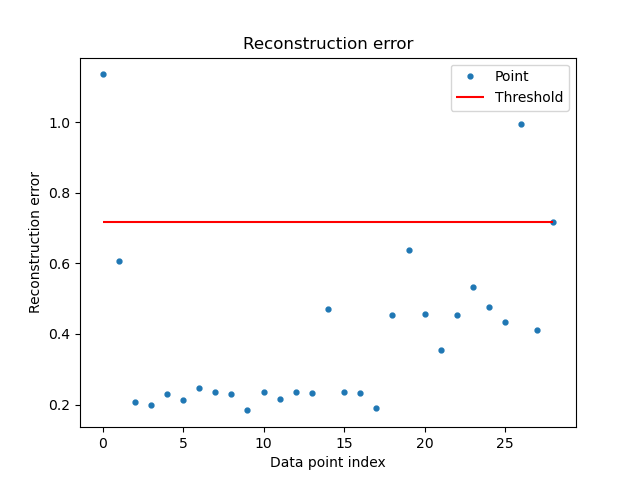 Reconstruction error
Point
Threshold
1.0
0.8
0.6
0.4
0.2
Reconstruction error
0 5 10 15 20 25
Data point index